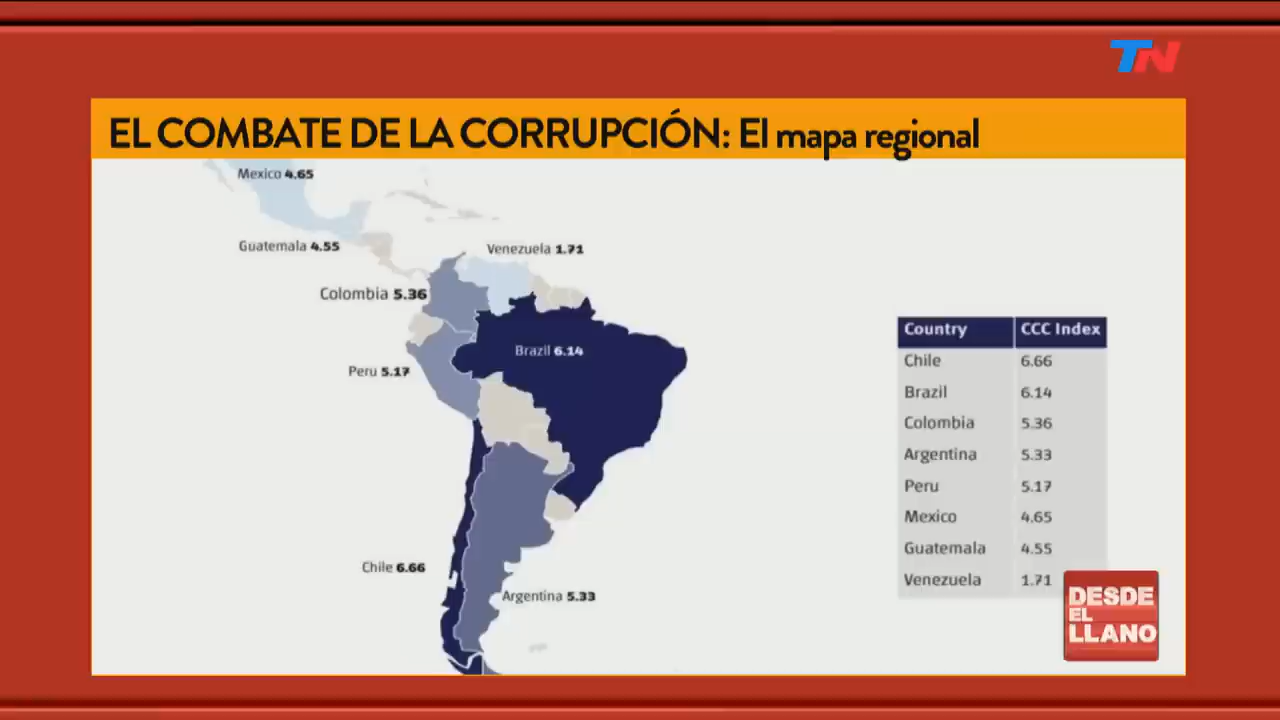 TN
EL COMBATE DE LA CORRUPCIÓN: El mapa regional
Mexico 4.65
Guatemala 4.55
Venezuela 1.71
Colombia 5.36
Brazil 6.14
Peru 5.17
Chile 6.66
Argentina 5.33
Country CCC Index
Chile 6.66
Brazil 6.14
Colombia 5.36
Argentina 5.33
Peru 5.17
Mexico 4.65
Guatemala 4.55
Venezuela 1.71
DESDE
EL
LLANO